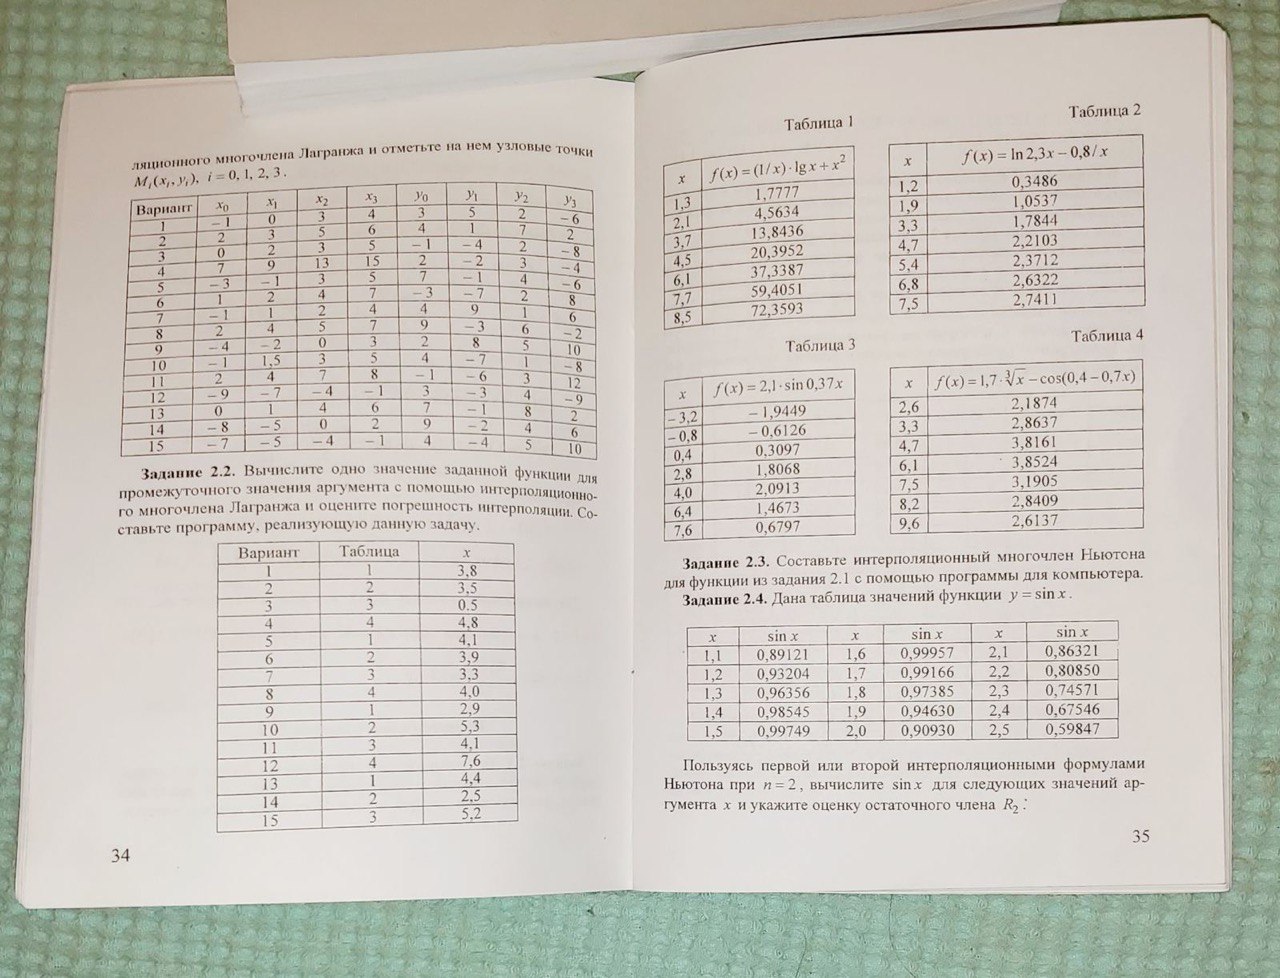 ляционного многочлена Лагранжа и отметьте на нем узловые точки
M_i(x_i, y_i), i = 0, 1, 2, 3.
Вариант x₀ x₁ x₂ x₃ y₀ y₁ y₂ y₃
1 −1 0 3 4 3 5 2 −6
2 2 3 5 6 4 1 7 2
3 0 2 3 5 −1 −4 2 −8
4 7 9 13 15 2 −2 3 −4
5 −3 −1 3 5 7 −1 4 −6
6 1 2 4 7 −3 −7 2 8
7 −1 1 2 4 4 9 1 6
8 2 4 5 7 9 −3 6 −2
9 −4 −2 0 3 2 8 5 10
10 −1 1,5 3 5 4 −7 1 −8
11 2 4 7 8 −1 −6 3 12
12 −9 −7 −4 −1 3 −3 4 −9
13 0 1 4 6 7 −1 8 2
14 −8 −5 0 2 9 −2 4 6
15 −7 −5 −4 −1 4 −4 5 10
Задание 2.2. Вычислите одно значение заданной функции для
промежуточного значения аргумента с помощью интерполяционно-
го многочлена Лагранжа и оцените погрешность интерполяции. Со-
ставьте программу, реализующую данную задачу.
Вариант Таблица x
1 1 3,8
2 2 3,5
3 3 0.5
4 4 4,8
5 1 4,1
6 2 3,9
7 3 3,3
8 4 4,0
9 1 2,9
10 2 5,3
11 3 4,1
12 4 7,6
13 1 4,4
14 2 2,5
15 3 5,2
34
Таблица 1
x f(x) = (1/x)·lg x + x²
1,3 1,7777
2,1 4,5634
3,7 13,8436
4,5 20,3952
6,1 37,3387
7,7 59,4051
8,5 72,3593
Таблица 2
x f(x) = ln 2,3x − 0,8/x
1,2 0,3486
1,9 1,0537
3,3 1,7844
4,7 2,2103
5,4 2,3712
6,8 2,6322
7,5 2,7411
Таблица 3
x f(x) = 2,1·sin 0,37x
−3,2 −1,9449
−0,8 −0,6126
0,4 0,3097
2,8 1,8068
4,0 2,0913
6,4 1,4673
7,6 0,6797
Таблица 4
x f(x) = 1,7·∛x − cos(0,4 − 0,7x)
2,6 2,1874
3,3 2,8637
4,7 3,8161
6,1 3,8524
7,5 3,1905
8,2 2,8409
9,6 2,6137
Задание 2.3. Составьте интерполяционный многочлен Ньютона
для функции из задания 2.1 с помощью программы для компьютера.
Задание 2.4. Дана таблица значений функции y = sin x.
x sin x x sin x x sin x
1,1 0,89121 1,6 0,99957 2,1 0,86321
1,2 0,93204 1,7 0,99166 2,2 0,80850
1,3 0,96356 1,8 0,97385 2,3 0,74571
1,4 0,98545 1,9 0,94630 2,4 0,67546
1,5 0,99749 2,0 0,90930 2,5 0,59847
Пользуясь первой или второй интерполяционными формулами
Ньютона при n = 2, вычислите sin x для следующих значений ар-
гумента x и укажите оценку остаточного члена R₂:
35